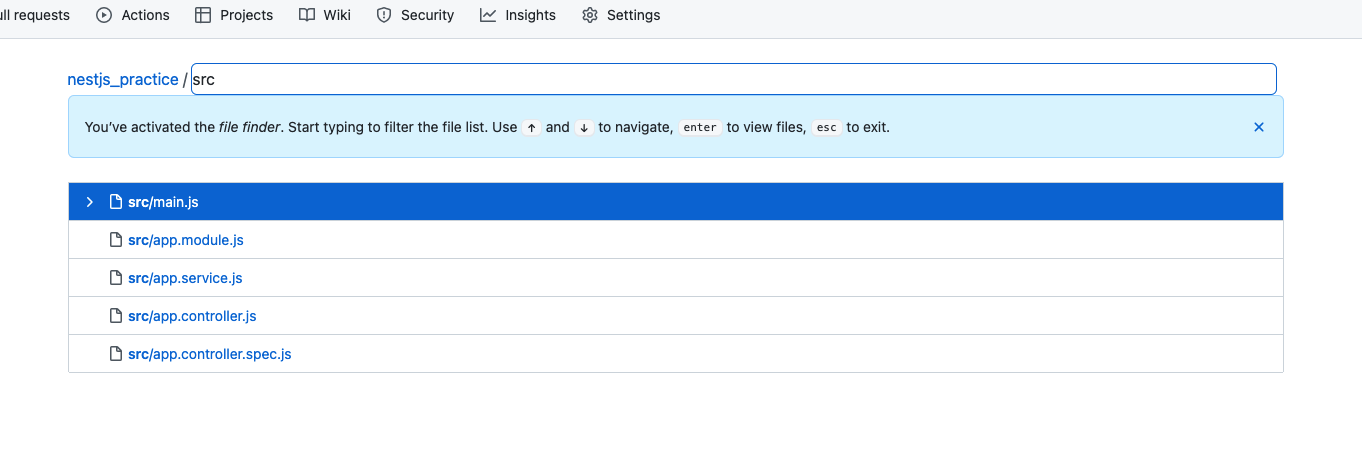 ull requests Actions Projects Wiki Security Insights Settings
nestjs_practice / src
You've activated the file finder. Start typing to filter the file list. Use ↑ and ↓ to navigate, enter to view files, esc to exit.
src/main.js
src/app.module.js
src/app.service.js
src/app.controller.js
src/app.controller.spec.js